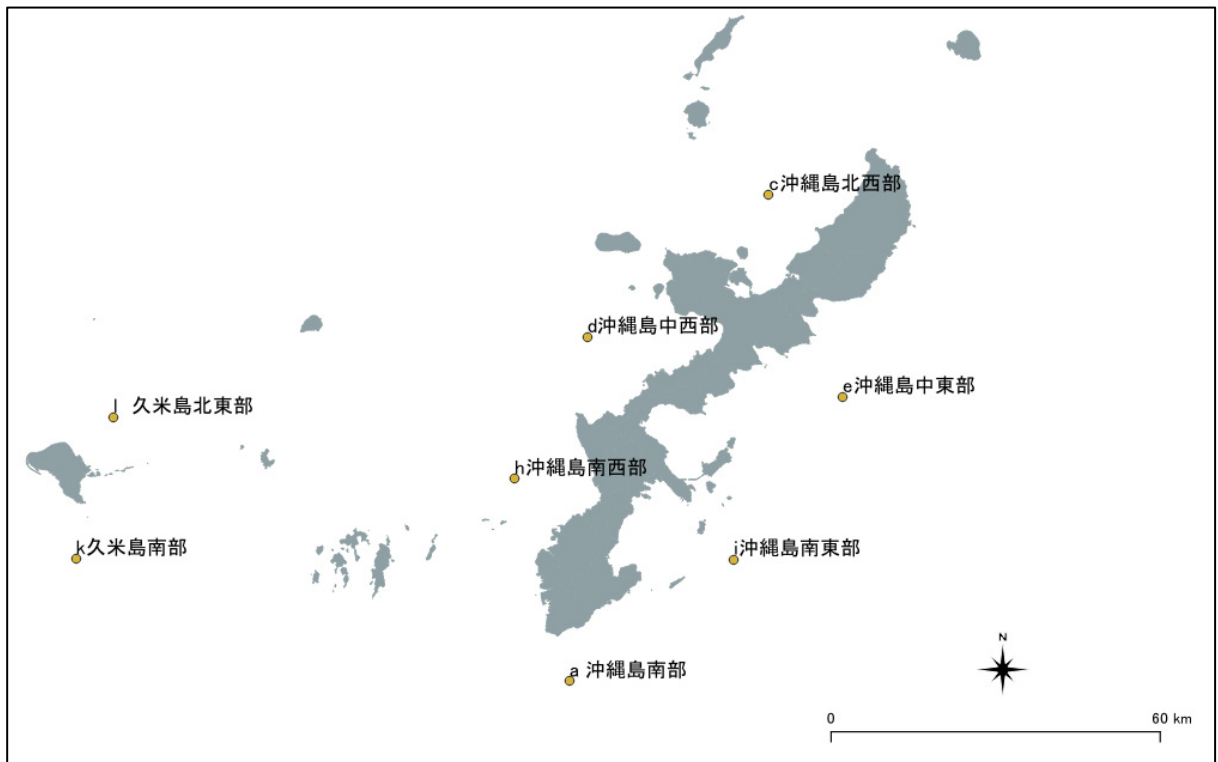 c沖縄島北西部
d沖縄島中西部
e沖縄島中東部
j 久米島北東部
h沖縄島南西部
k久米島南部
i沖縄島南東部
a 沖縄島南部
N
0 60 km